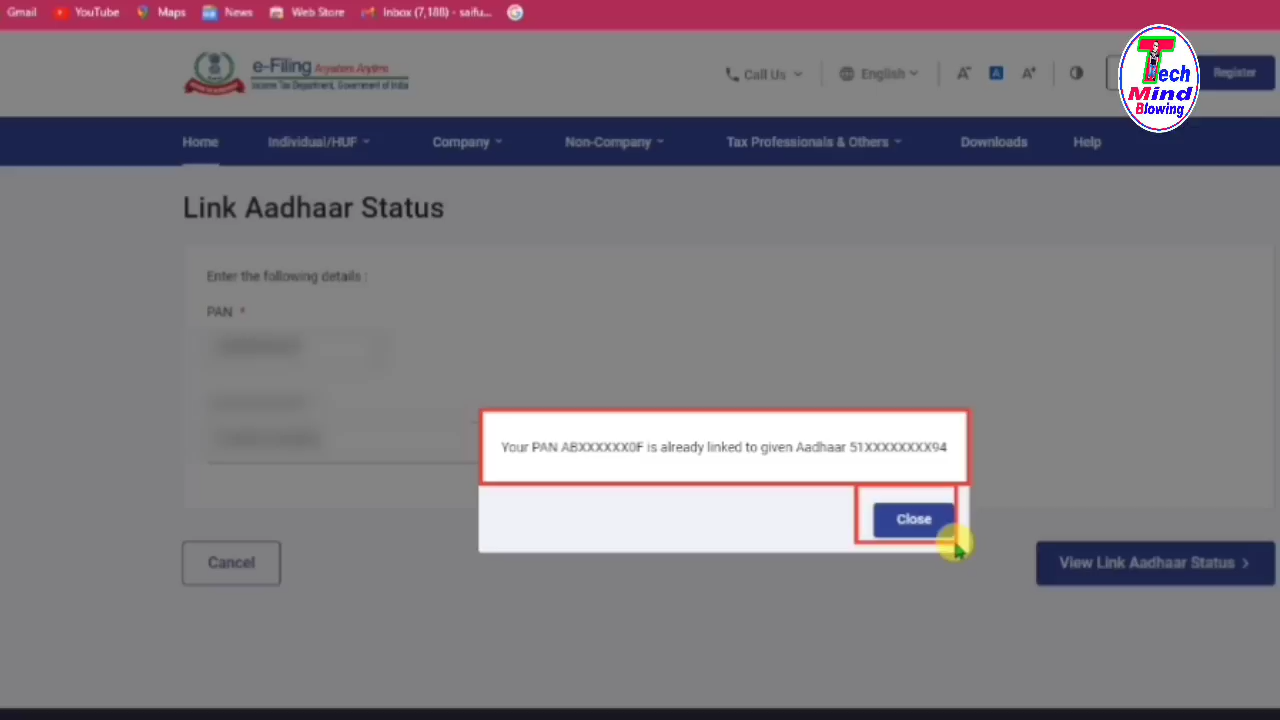 Gmail YouTube Maps News Web Store Inbox (7,188) - saifu...
e-Filing Anywhere Anytime
Income Tax Department, Government of India
Call Us English A⁻ A A⁺ Register
Tech
Mind
Blowing
Home Individual/HUF Company Non-Company Tax Professionals & Others Downloads Help
Link Aadhaar Status
Enter the following details :
PAN *
Your PAN ABXXXXXX0F is already linked to given Aadhaar 51XXXXXXXX94
Close
Cancel
View Link Aadhaar Status >